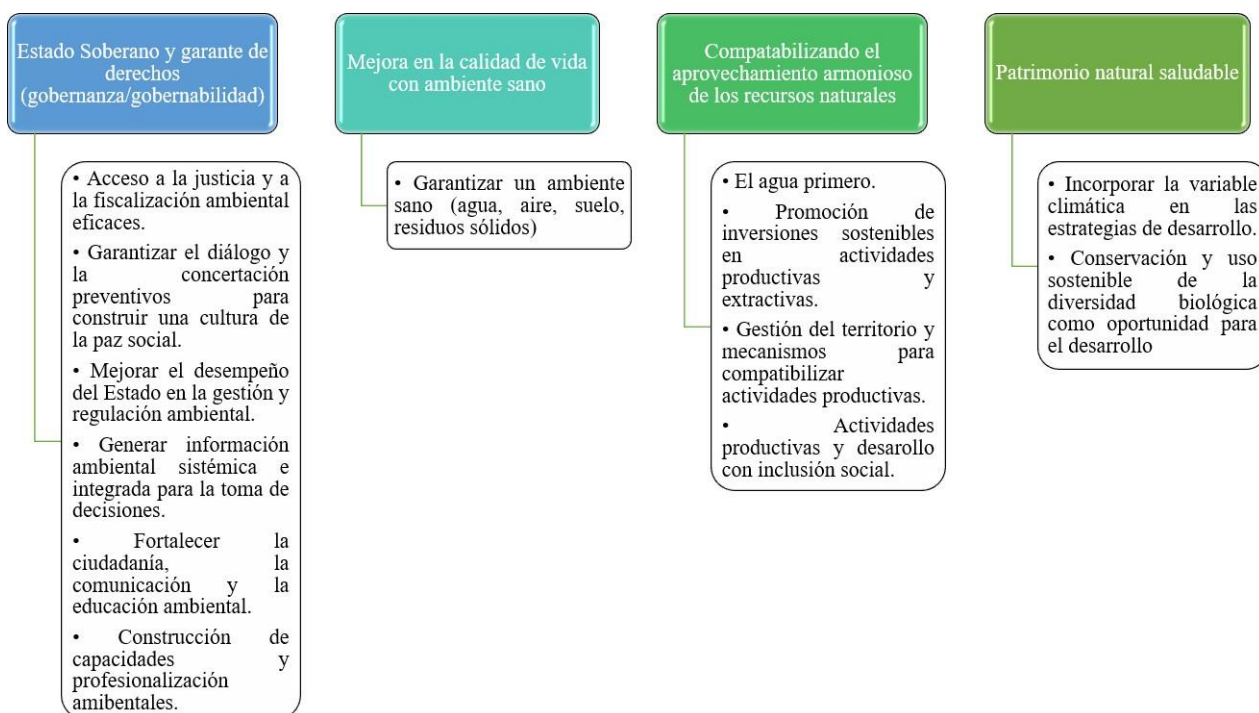 Estado Soberano y garante de
derechos
(gobernanza/gobernabilidad)
• Acceso a la justicia y a
la fiscalización ambiental
eficaces.
• Garantizar el diálogo y
la concertación
preventivos para
construir una cultura de
la paz social.
• Mejorar el desempeño
del Estado en la gestión y
regulación ambiental.
• Generar información
ambiental sistémica e
integrada para la toma de
decisiones.
• Fortalecer la
ciudadanía, la
comunicación y la
educación ambiental.
• Construcción de
capacidades y
profesionalización
amibentales.
Mejora en la calidad de vida
con ambiente sano
• Garantizar un ambiente
sano (agua, aire, suelo,
residuos sólidos)
Compatabilizando el
aprovechamiento armonioso
de los recursos naturales
• El agua primero.
• Promoción de
inversiones sostenibles
en actividades
productivas y
extractivas.
• Gestión del territorio y
mecanismos para
compatibilizar
actividades productivas.
• Actividades
productivas y desarollo
con inclusión social.
Patrimonio natural saludable
• Incorporar la variable
climática en las
estrategias de desarrollo.
• Conservación y uso
sostenible de la
diversidad biológica
como oportunidad para
el desarrollo